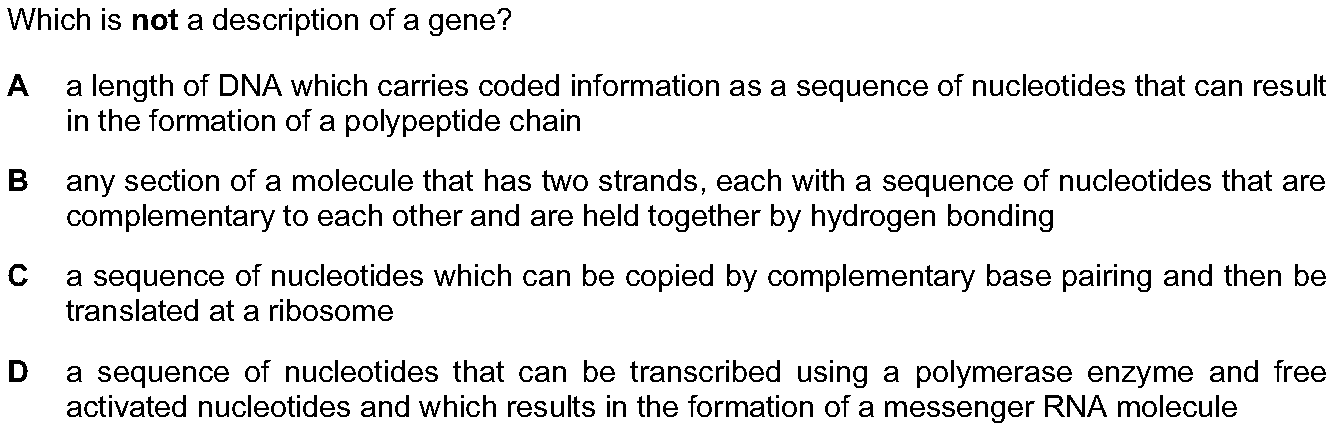 Which is not a description of a gene?
A a length of DNA which carries coded information as a sequence of nucleotides that can result
in the formation of a polypeptide chain
B any section of a molecule that has two strands, each with a sequence of nucleotides that are
complementary to each other and are held together by hydrogen bonding
C a sequence of nucleotides which can be copied by complementary base pairing and then be
translated at a ribosome
D a sequence of nucleotides that can be transcribed using a polymerase enzyme and free
activated nucleotides and which results in the formation of a messenger RNA molecule